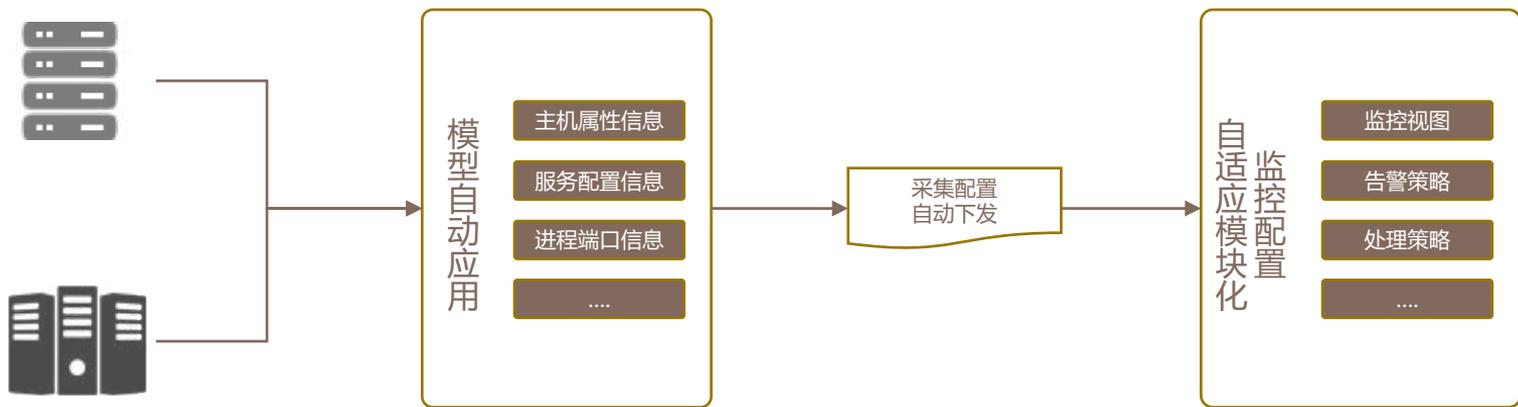 模型自动应用
主机属性信息
服务配置信息
进程端口信息
....
采集配置
自动下发
监控配置
自适应模块化
监控视图
告警策略
处理策略
....